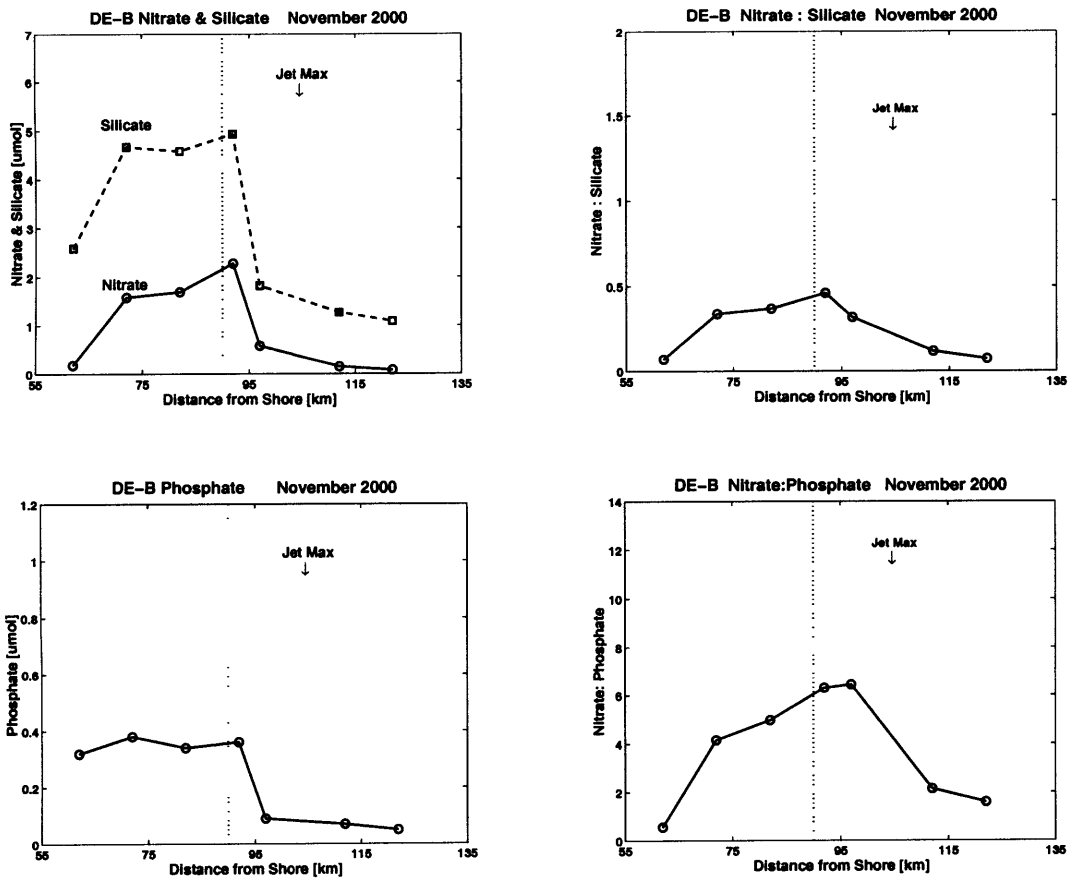 DE-B Nitrate & Silicate November 2000
7
6
5
4
3
2
1
0
Nitrate & Silicate [umol]
Jet Max
↓
Silicate
Nitrate
55 75 95 115 135
Distance from Shore [km]
DE-B Nitrate : Silicate November 2000
2
1.5
1
0.5
0
Nitrate : Silicate
Jet Max
↓
55 75 95 115 135
Distance from Shore [km]
DE-B Phosphate November 2000
1.2
1
0.8
0.6
0.4
0.2
0
Phosphate [umol]
Jet Max
↓
55 75 95 115 135
Distance from Shore [km]
DE-B Nitrate:Phosphate November 2000
14
12
10
8
6
4
2
0
Nitrate: Phosphate
Jet Max
↓
55 75 95 115 135
Distance from Shore [km]